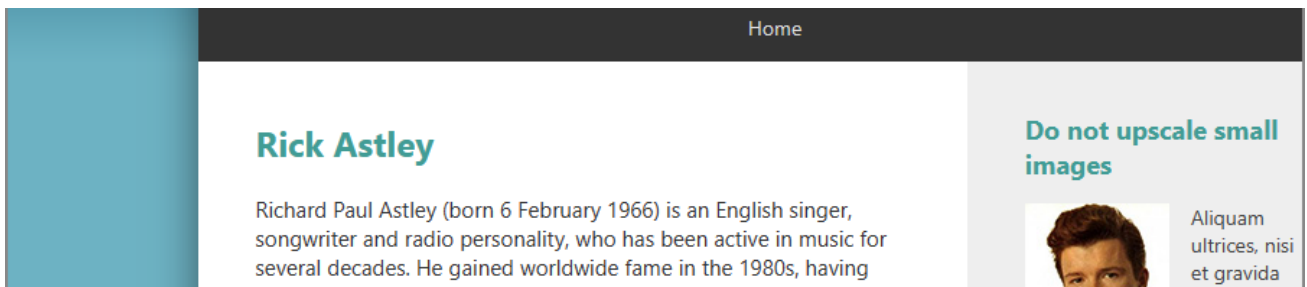 Home
Rick Astley
Richard Paul Astley (born 6 February 1966) is an English singer,
songwriter and radio personality, who has been active in music for
several decades. He gained worldwide fame in the 1980s, having
Do not upscale small
images
Aliquam
ultrices, nisi
et gravida